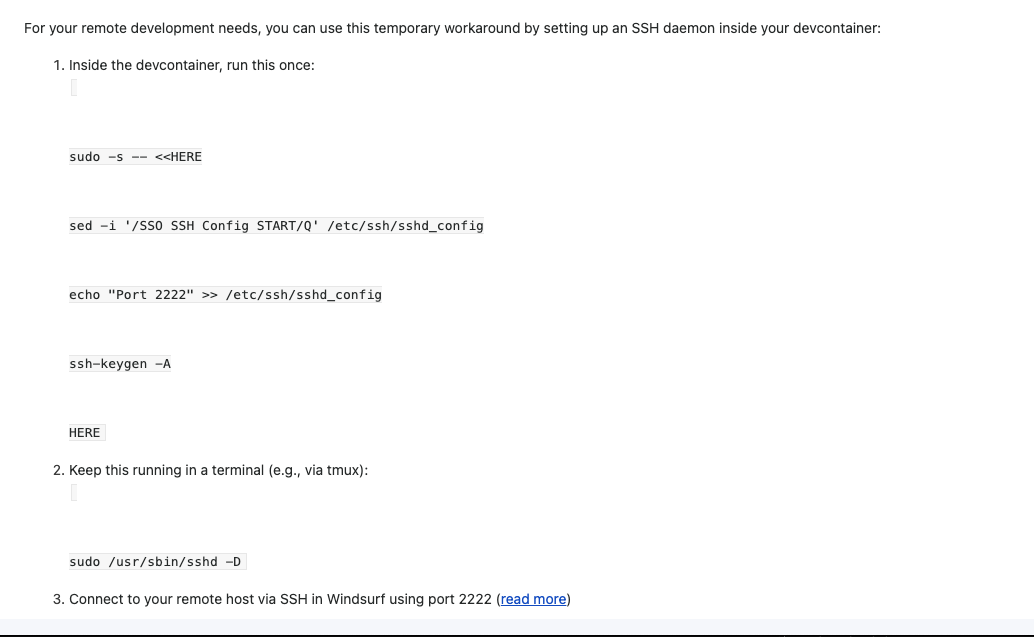 For your remote development needs, you can use this temporary workaround by setting up an SSH daemon inside your devcontainer:
1. Inside the devcontainer, run this once:
sudo -s -- <<HERE
sed -i '/SSO SSH Config START/Q' /etc/ssh/sshd_config
echo "Port 2222" >> /etc/ssh/sshd_config
ssh-keygen -A
HERE
2. Keep this running in a terminal (e.g., via tmux):
sudo /usr/sbin/sshd -D
3. Connect to your remote host via SSH in Windsurf using port 2222 (read more)